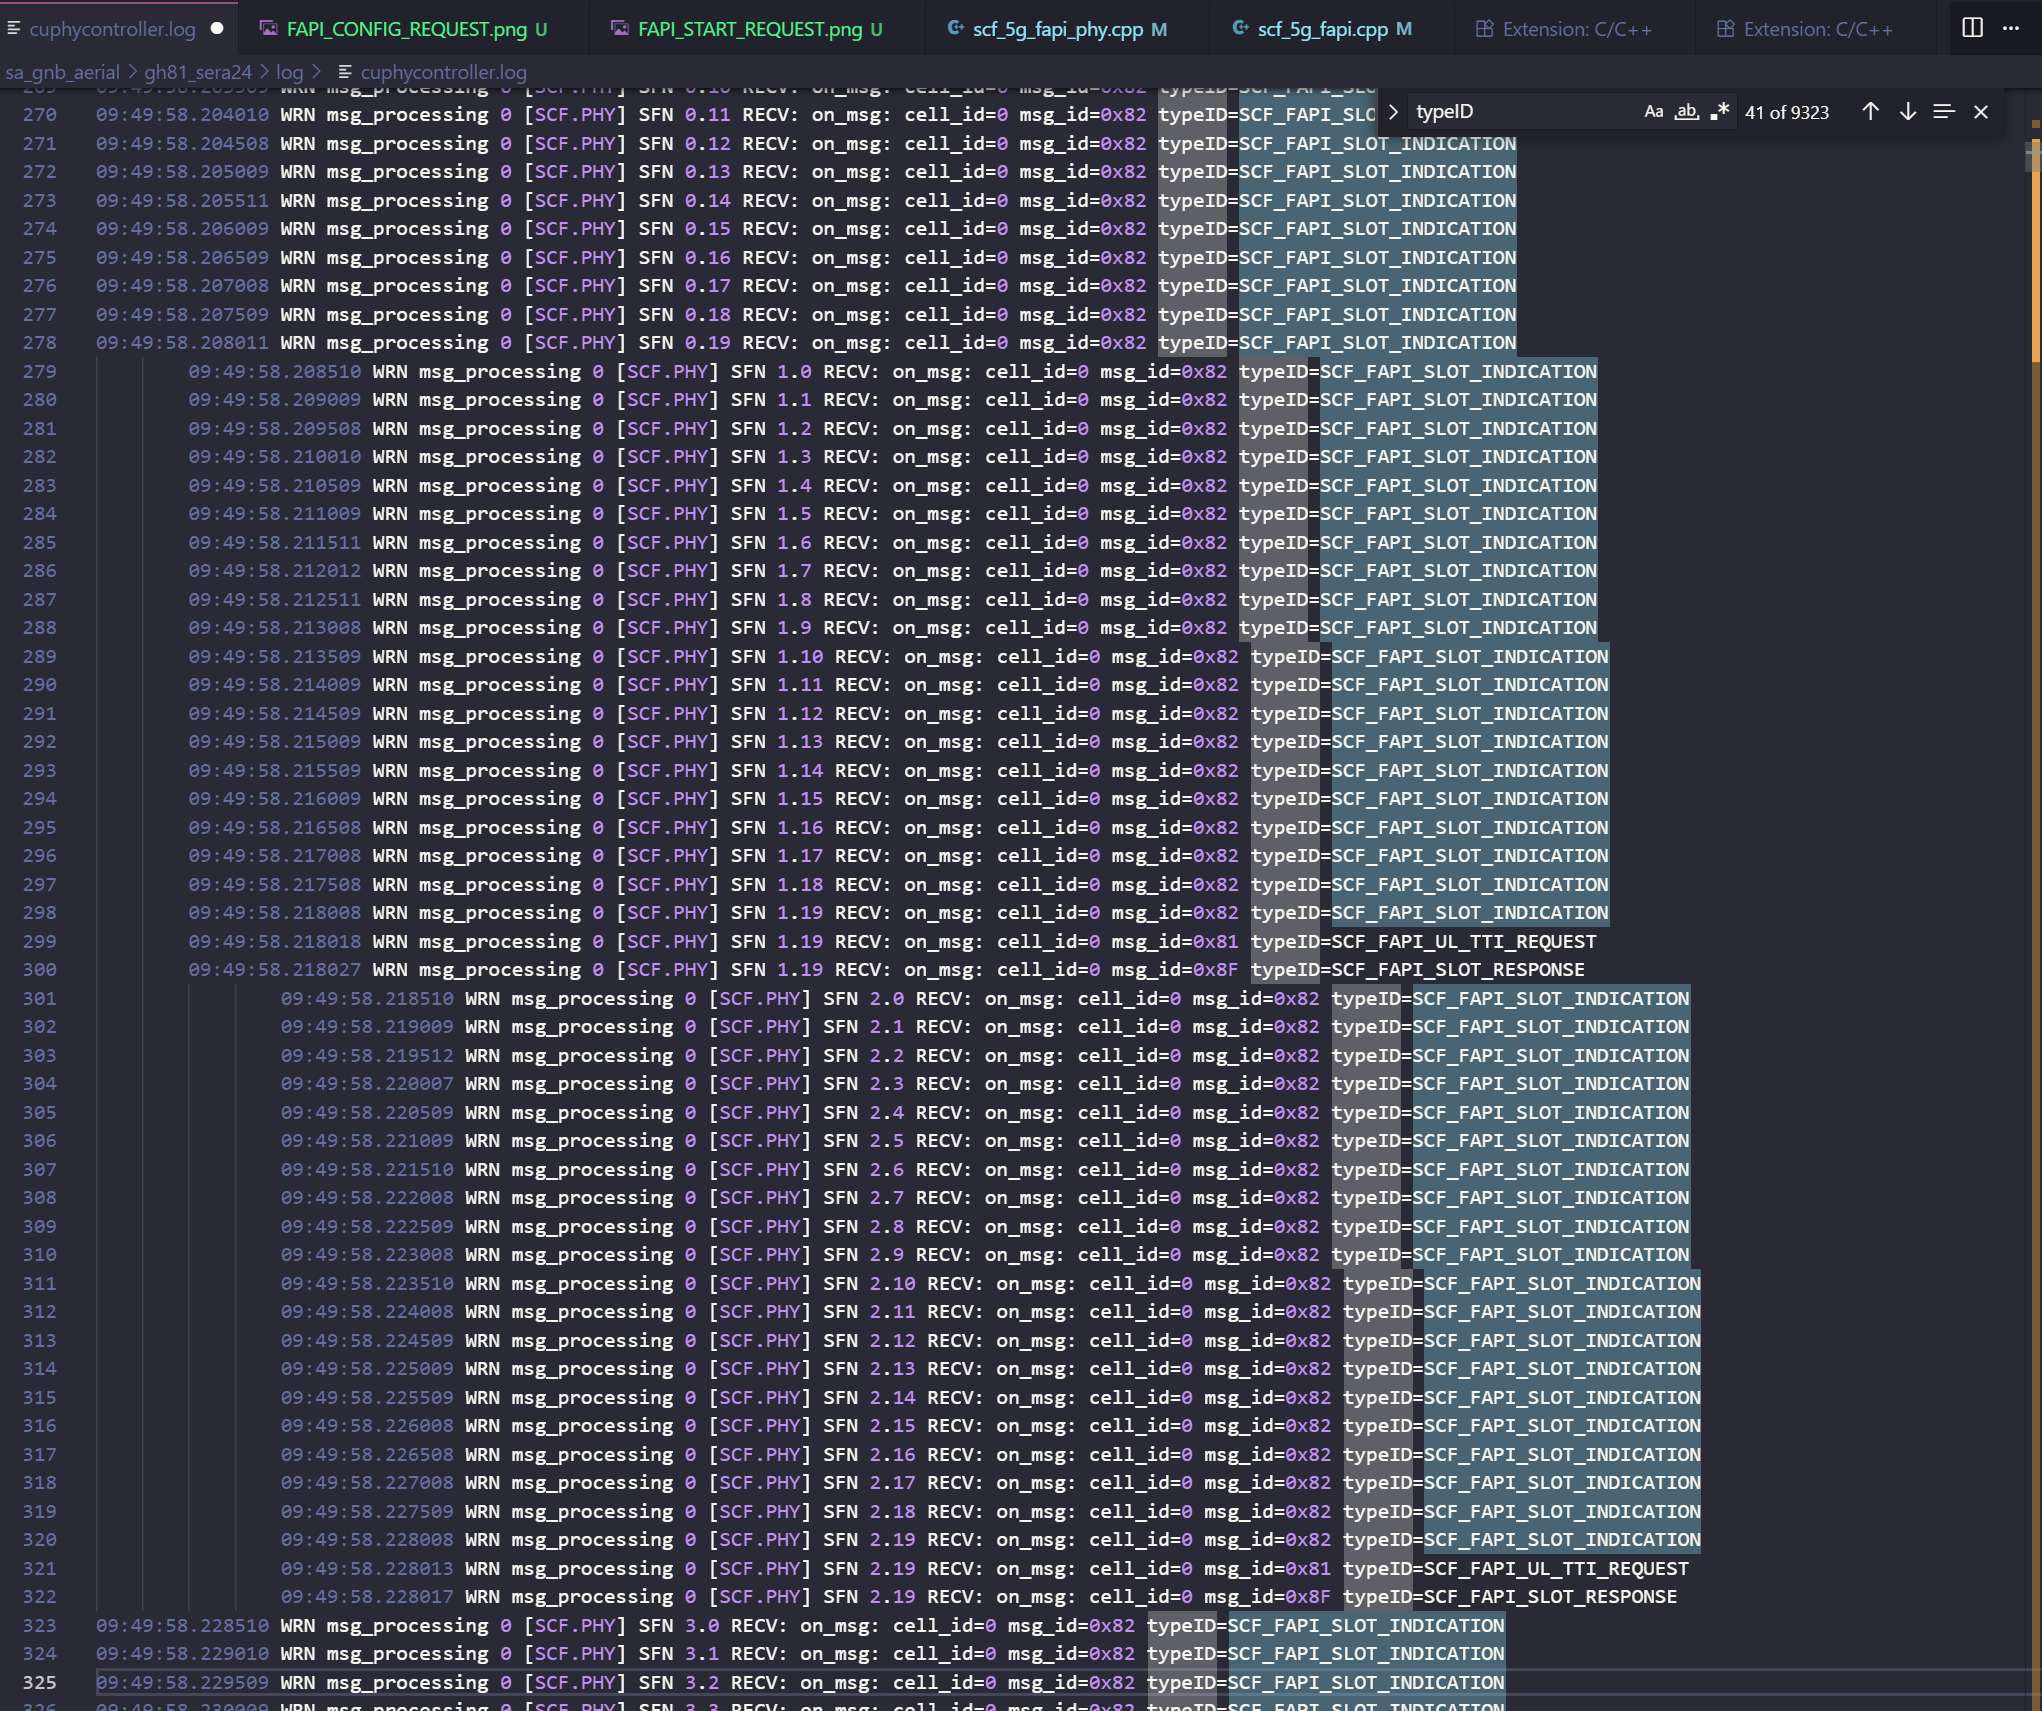 cuphycontroller.log FAPI_CONFIG_REQUEST.png U FAPI_START_REQUEST.png U scf_5g_fapi_phy.cpp M scf_5g_fapi.cpp M Extension: C/C++ Extension: C/C++ ...
sa_gnb_aerial > gh81_sera24 > log > cuphycontroller.log
typeID Aa ab .* 41 of 9323
270 09:49:58.204010 WRN msg_processing 0 [SCF.PHY] SFN 0.11 RECV: on_msg: cell_id=0 msg_id=0x82 typeID=SCF_FAPI_SLO
271 09:49:58.204508 WRN msg_processing 0 [SCF.PHY] SFN 0.12 RECV: on_msg: cell_id=0 msg_id=0x82 typeID=SCF_FAPI_SLOT_INDICATION
272 09:49:58.205009 WRN msg_processing 0 [SCF.PHY] SFN 0.13 RECV: on_msg: cell_id=0 msg_id=0x82 typeID=SCF_FAPI_SLOT_INDICATION
273 09:49:58.205511 WRN msg_processing 0 [SCF.PHY] SFN 0.14 RECV: on_msg: cell_id=0 msg_id=0x82 typeID=SCF_FAPI_SLOT_INDICATION
274 09:49:58.206009 WRN msg_processing 0 [SCF.PHY] SFN 0.15 RECV: on_msg: cell_id=0 msg_id=0x82 typeID=SCF_FAPI_SLOT_INDICATION
275 09:49:58.206509 WRN msg_processing 0 [SCF.PHY] SFN 0.16 RECV: on_msg: cell_id=0 msg_id=0x82 typeID=SCF_FAPI_SLOT_INDICATION
276 09:49:58.207008 WRN msg_processing 0 [SCF.PHY] SFN 0.17 RECV: on_msg: cell_id=0 msg_id=0x82 typeID=SCF_FAPI_SLOT_INDICATION
277 09:49:58.207509 WRN msg_processing 0 [SCF.PHY] SFN 0.18 RECV: on_msg: cell_id=0 msg_id=0x82 typeID=SCF_FAPI_SLOT_INDICATION
278 09:49:58.208011 WRN msg_processing 0 [SCF.PHY] SFN 0.19 RECV: on_msg: cell_id=0 msg_id=0x82 typeID=SCF_FAPI_SLOT_INDICATION
279 09:49:58.208510 WRN msg_processing 0 [SCF.PHY] SFN 1.0 RECV: on_msg: cell_id=0 msg_id=0x82 typeID=SCF_FAPI_SLOT_INDICATION
280 09:49:58.209009 WRN msg_processing 0 [SCF.PHY] SFN 1.1 RECV: on_msg: cell_id=0 msg_id=0x82 typeID=SCF_FAPI_SLOT_INDICATION
281 09:49:58.209508 WRN msg_processing 0 [SCF.PHY] SFN 1.2 RECV: on_msg: cell_id=0 msg_id=0x82 typeID=SCF_FAPI_SLOT_INDICATION
282 09:49:58.210010 WRN msg_processing 0 [SCF.PHY] SFN 1.3 RECV: on_msg: cell_id=0 msg_id=0x82 typeID=SCF_FAPI_SLOT_INDICATION
283 09:49:58.210509 WRN msg_processing 0 [SCF.PHY] SFN 1.4 RECV: on_msg: cell_id=0 msg_id=0x82 typeID=SCF_FAPI_SLOT_INDICATION
284 09:49:58.211009 WRN msg_processing 0 [SCF.PHY] SFN 1.5 RECV: on_msg: cell_id=0 msg_id=0x82 typeID=SCF_FAPI_SLOT_INDICATION
285 09:49:58.211511 WRN msg_processing 0 [SCF.PHY] SFN 1.6 RECV: on_msg: cell_id=0 msg_id=0x82 typeID=SCF_FAPI_SLOT_INDICATION
286 09:49:58.212012 WRN msg_processing 0 [SCF.PHY] SFN 1.7 RECV: on_msg: cell_id=0 msg_id=0x82 typeID=SCF_FAPI_SLOT_INDICATION
287 09:49:58.212511 WRN msg_processing 0 [SCF.PHY] SFN 1.8 RECV: on_msg: cell_id=0 msg_id=0x82 typeID=SCF_FAPI_SLOT_INDICATION
288 09:49:58.213008 WRN msg_processing 0 [SCF.PHY] SFN 1.9 RECV: on_msg: cell_id=0 msg_id=0x82 typeID=SCF_FAPI_SLOT_INDICATION
289 09:49:58.213509 WRN msg_processing 0 [SCF.PHY] SFN 1.10 RECV: on_msg: cell_id=0 msg_id=0x82 typeID=SCF_FAPI_SLOT_INDICATION
290 09:49:58.214009 WRN msg_processing 0 [SCF.PHY] SFN 1.11 RECV: on_msg: cell_id=0 msg_id=0x82 typeID=SCF_FAPI_SLOT_INDICATION
291 09:49:58.214509 WRN msg_processing 0 [SCF.PHY] SFN 1.12 RECV: on_msg: cell_id=0 msg_id=0x82 typeID=SCF_FAPI_SLOT_INDICATION
292 09:49:58.215009 WRN msg_processing 0 [SCF.PHY] SFN 1.13 RECV: on_msg: cell_id=0 msg_id=0x82 typeID=SCF_FAPI_SLOT_INDICATION
293 09:49:58.215509 WRN msg_processing 0 [SCF.PHY] SFN 1.14 RECV: on_msg: cell_id=0 msg_id=0x82 typeID=SCF_FAPI_SLOT_INDICATION
294 09:49:58.216009 WRN msg_processing 0 [SCF.PHY] SFN 1.15 RECV: on_msg: cell_id=0 msg_id=0x82 typeID=SCF_FAPI_SLOT_INDICATION
295 09:49:58.216508 WRN msg_processing 0 [SCF.PHY] SFN 1.16 RECV: on_msg: cell_id=0 msg_id=0x82 typeID=SCF_FAPI_SLOT_INDICATION
296 09:49:58.217008 WRN msg_processing 0 [SCF.PHY] SFN 1.17 RECV: on_msg: cell_id=0 msg_id=0x82 typeID=SCF_FAPI_SLOT_INDICATION
297 09:49:58.217508 WRN msg_processing 0 [SCF.PHY] SFN 1.18 RECV: on_msg: cell_id=0 msg_id=0x82 typeID=SCF_FAPI_SLOT_INDICATION
298 09:49:58.218008 WRN msg_processing 0 [SCF.PHY] SFN 1.19 RECV: on_msg: cell_id=0 msg_id=0x82 typeID=SCF_FAPI_SLOT_INDICATION
299 09:49:58.218018 WRN msg_processing 0 [SCF.PHY] SFN 1.19 RECV: on_msg: cell_id=0 msg_id=0x81 typeID=SCF_FAPI_UL_TTI_REQUEST
300 09:49:58.218027 WRN msg_processing 0 [SCF.PHY] SFN 1.19 RECV: on_msg: cell_id=0 msg_id=0x8F typeID=SCF_FAPI_SLOT_RESPONSE
301 09:49:58.218510 WRN msg_processing 0 [SCF.PHY] SFN 2.0 RECV: on_msg: cell_id=0 msg_id=0x82 typeID=SCF_FAPI_SLOT_INDICATION
302 09:49:58.219009 WRN msg_processing 0 [SCF.PHY] SFN 2.1 RECV: on_msg: cell_id=0 msg_id=0x82 typeID=SCF_FAPI_SLOT_INDICATION
303 09:49:58.219512 WRN msg_processing 0 [SCF.PHY] SFN 2.2 RECV: on_msg: cell_id=0 msg_id=0x82 typeID=SCF_FAPI_SLOT_INDICATION
304 09:49:58.220007 WRN msg_processing 0 [SCF.PHY] SFN 2.3 RECV: on_msg: cell_id=0 msg_id=0x82 typeID=SCF_FAPI_SLOT_INDICATION
305 09:49:58.220509 WRN msg_processing 0 [SCF.PHY] SFN 2.4 RECV: on_msg: cell_id=0 msg_id=0x82 typeID=SCF_FAPI_SLOT_INDICATION
306 09:49:58.221009 WRN msg_processing 0 [SCF.PHY] SFN 2.5 RECV: on_msg: cell_id=0 msg_id=0x82 typeID=SCF_FAPI_SLOT_INDICATION
307 09:49:58.221510 WRN msg_processing 0 [SCF.PHY] SFN 2.6 RECV: on_msg: cell_id=0 msg_id=0x82 typeID=SCF_FAPI_SLOT_INDICATION
308 09:49:58.222008 WRN msg_processing 0 [SCF.PHY] SFN 2.7 RECV: on_msg: cell_id=0 msg_id=0x82 typeID=SCF_FAPI_SLOT_INDICATION
309 09:49:58.222509 WRN msg_processing 0 [SCF.PHY] SFN 2.8 RECV: on_msg: cell_id=0 msg_id=0x82 typeID=SCF_FAPI_SLOT_INDICATION
310 09:49:58.223008 WRN msg_processing 0 [SCF.PHY] SFN 2.9 RECV: on_msg: cell_id=0 msg_id=0x82 typeID=SCF_FAPI_SLOT_INDICATION
311 09:49:58.223510 WRN msg_processing 0 [SCF.PHY] SFN 2.10 RECV: on_msg: cell_id=0 msg_id=0x82 typeID=SCF_FAPI_SLOT_INDICATION
312 09:49:58.224008 WRN msg_processing 0 [SCF.PHY] SFN 2.11 RECV: on_msg: cell_id=0 msg_id=0x82 typeID=SCF_FAPI_SLOT_INDICATION
313 09:49:58.224509 WRN msg_processing 0 [SCF.PHY] SFN 2.12 RECV: on_msg: cell_id=0 msg_id=0x82 typeID=SCF_FAPI_SLOT_INDICATION
314 09:49:58.225009 WRN msg_processing 0 [SCF.PHY] SFN 2.13 RECV: on_msg: cell_id=0 msg_id=0x82 typeID=SCF_FAPI_SLOT_INDICATION
315 09:49:58.225509 WRN msg_processing 0 [SCF.PHY] SFN 2.14 RECV: on_msg: cell_id=0 msg_id=0x82 typeID=SCF_FAPI_SLOT_INDICATION
316 09:49:58.226008 WRN msg_processing 0 [SCF.PHY] SFN 2.15 RECV: on_msg: cell_id=0 msg_id=0x82 typeID=SCF_FAPI_SLOT_INDICATION
317 09:49:58.226508 WRN msg_processing 0 [SCF.PHY] SFN 2.16 RECV: on_msg: cell_id=0 msg_id=0x82 typeID=SCF_FAPI_SLOT_INDICATION
318 09:49:58.227008 WRN msg_processing 0 [SCF.PHY] SFN 2.17 RECV: on_msg: cell_id=0 msg_id=0x82 typeID=SCF_FAPI_SLOT_INDICATION
319 09:49:58.227509 WRN msg_processing 0 [SCF.PHY] SFN 2.18 RECV: on_msg: cell_id=0 msg_id=0x82 typeID=SCF_FAPI_SLOT_INDICATION
320 09:49:58.228008 WRN msg_processing 0 [SCF.PHY] SFN 2.19 RECV: on_msg: cell_id=0 msg_id=0x82 typeID=SCF_FAPI_SLOT_INDICATION
321 09:49:58.228013 WRN msg_processing 0 [SCF.PHY] SFN 2.19 RECV: on_msg: cell_id=0 msg_id=0x81 typeID=SCF_FAPI_UL_TTI_REQUEST
322 09:49:58.228017 WRN msg_processing 0 [SCF.PHY] SFN 2.19 RECV: on_msg: cell_id=0 msg_id=0x8F typeID=SCF_FAPI_SLOT_RESPONSE
323 09:49:58.228510 WRN msg_processing 0 [SCF.PHY] SFN 3.0 RECV: on_msg: cell_id=0 msg_id=0x82 typeID=SCF_FAPI_SLOT_INDICATION
324 09:49:58.229010 WRN msg_processing 0 [SCF.PHY] SFN 3.1 RECV: on_msg: cell_id=0 msg_id=0x82 typeID=SCF_FAPI_SLOT_INDICATION
325 09:49:58.229509 WRN msg_processing 0 [SCF.PHY] SFN 3.2 RECV: on_msg: cell_id=0 msg_id=0x82 typeID=SCF_FAPI_SLOT_INDICATION